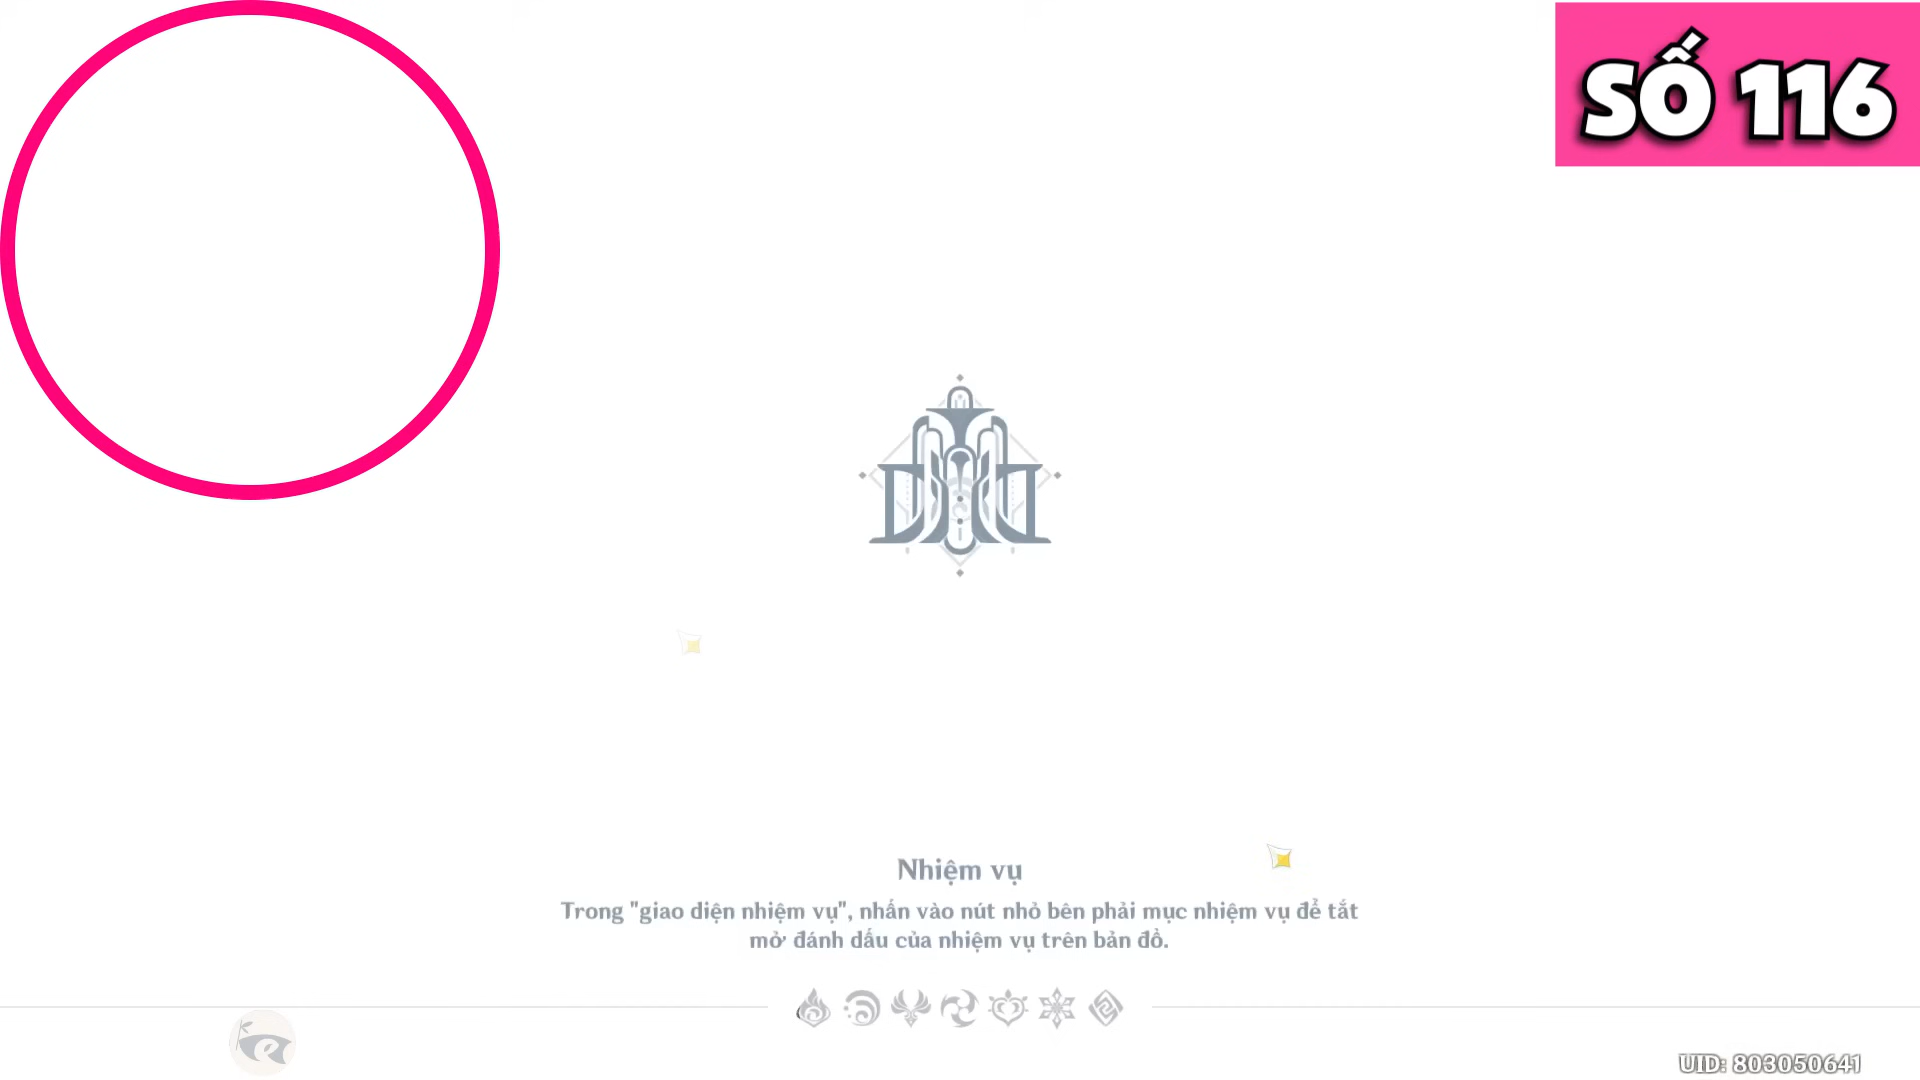 SỐ 116
Nhiệm vụ
Trong "giao diện nhiệm vụ", nhấn vào nút nhỏ bên phải mục nhiệm vụ để tắt
mở đánh dấu của nhiệm vụ trên bản đồ.
UID: 803050641